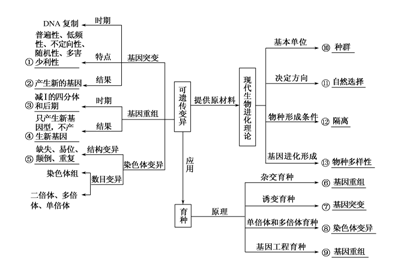 DNA 复制
时期
普遍性、低频
性、不定向性、
随机性、多害
① 少利性
特点
基因突变
② 产生新的基因
结果
减Ⅰ的四分体
③ 和后期
时期
基因重组
只产生新基
因型，不产
④ 生新基因
结果
缺失、易位、
⑤ 颠倒、重复
结构变异
染色体变异
染色体组
数目变异
二倍体、多倍
体、单倍体
可遗传变异
提供原材料
现代生物进化理论
基本单位
⑩ 种群
决定方向
⑪ 自然选择
物种形成条件
⑫ 隔离
基因进化形成
⑬ 物种多样性
应用
育种
原理
杂交育种
⑥ 基因重组
诱变育种
⑦ 基因突变
单倍体和多倍体育种
⑧ 染色体变异
基因工程育种
⑨ 基因重组